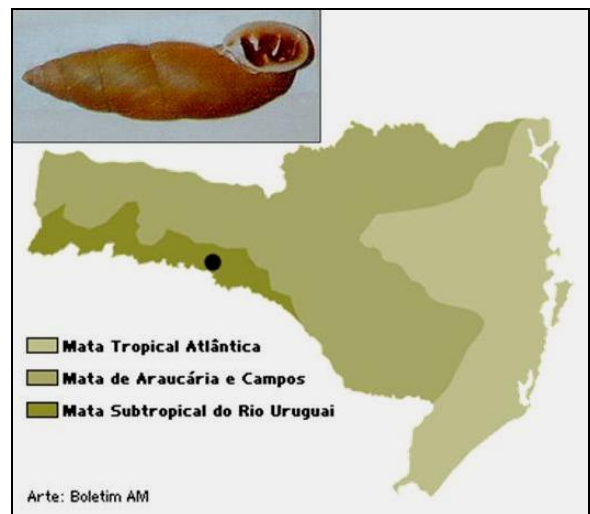 Mata Tropical Atlântica
Mata de Araucária e Campos
Mata Subtropical do Rio Uruguai
Arte: Boletim AM